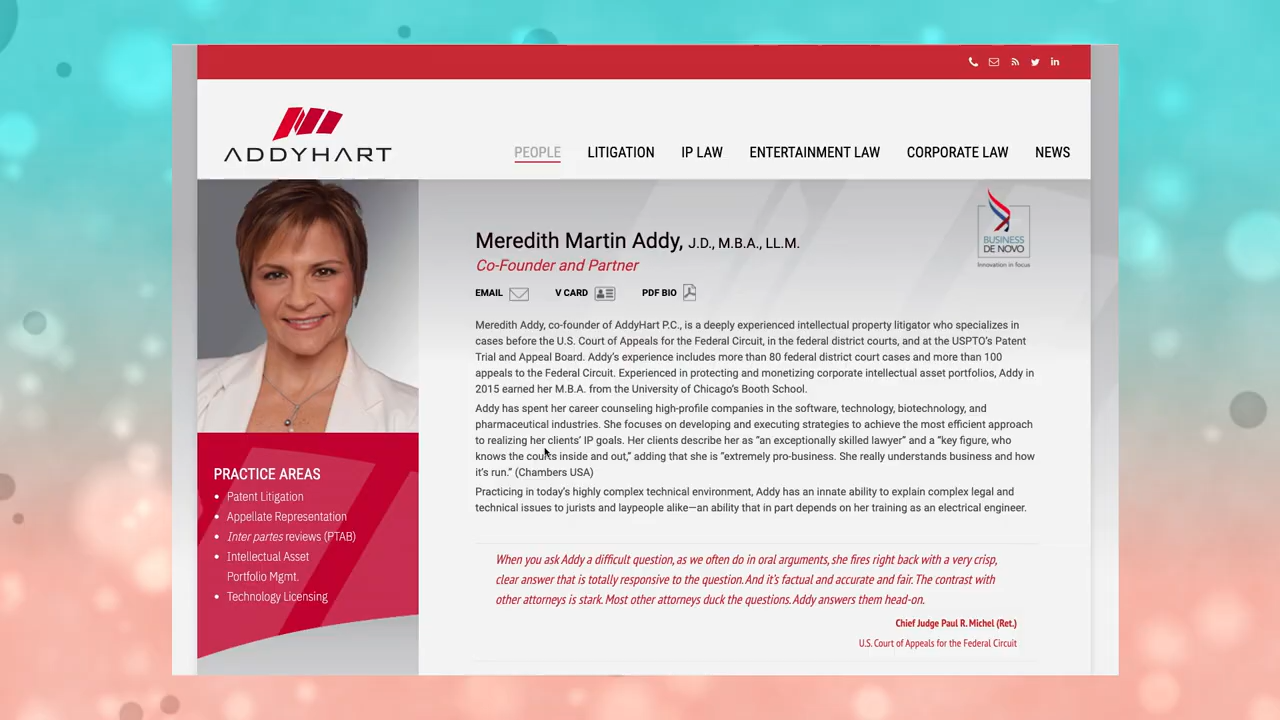 ADDYHART
PEOPLE LITIGATION IP LAW ENTERTAINMENT LAW CORPORATE LAW NEWS
BUSINESS
DE NOVO
Innovation in focus
Meredith Martin Addy, J.D., M.B.A., LL.M.
Co-Founder and Partner
EMAIL V CARD PDF BIO
Meredith Addy, co-founder of AddyHart P.C., is a deeply experienced intellectual property litigator who specializes in
cases before the U.S. Court of Appeals for the Federal Circuit, in the federal district courts, and at the USPTO's Patent
Trial and Appeal Board. Addy's experience includes more than 80 federal district court cases and more than 100
appeals to the Federal Circuit. Experienced in protecting and monetizing corporate intellectual asset portfolios, Addy in
2015 earned her M.B.A. from the University of Chicago's Booth School.
Addy has spent her career counseling high-profile companies in the software, technology, biotechnology, and
pharmaceutical industries. She focuses on developing and executing strategies to achieve the most efficient approach
to realizing her clients' IP goals. Her clients describe her as "an exceptionally skilled lawyer" and a "key figure, who
knows the courts inside and out," adding that she is "extremely pro-business. She really understands business and how
it's run." (Chambers USA)
Practicing in today's highly complex technical environment, Addy has an innate ability to explain complex legal and
technical issues to jurists and laypeople alike—an ability that in part depends on her training as an electrical engineer.
When you ask Addy a difficult question, as we often do in oral arguments, she fires right back with a very crisp,
clear answer that is totally responsive to the question. And it's factual and accurate and fair. The contrast with
other attorneys is stark. Most other attorneys duck the questions. Addy answers them head-on.
Chief Judge Paul R. Michel (Ret.)
U.S. Court of Appeals for the Federal Circuit
PRACTICE AREAS
• Patent Litigation
• Appellate Representation
• Inter partes reviews (PTAB)
• Intellectual Asset
Portfolio Mgmt.
• Technology Licensing